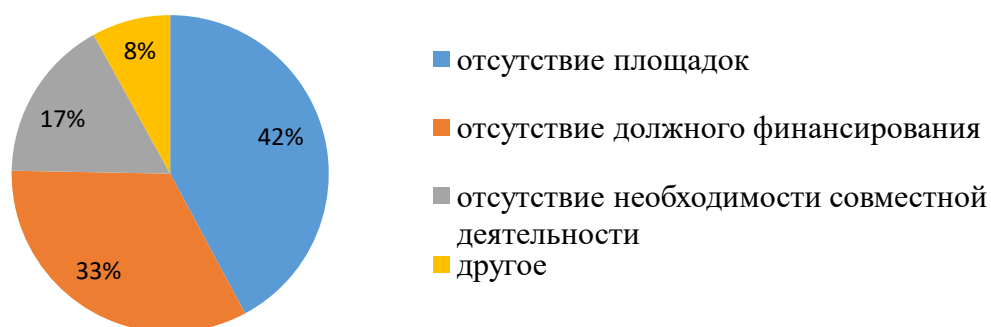 8%
17%
42%
33%
отсутствие площадок
отсутствие должного финансирования
отсутствие необходимости совместной
деятельности
другое